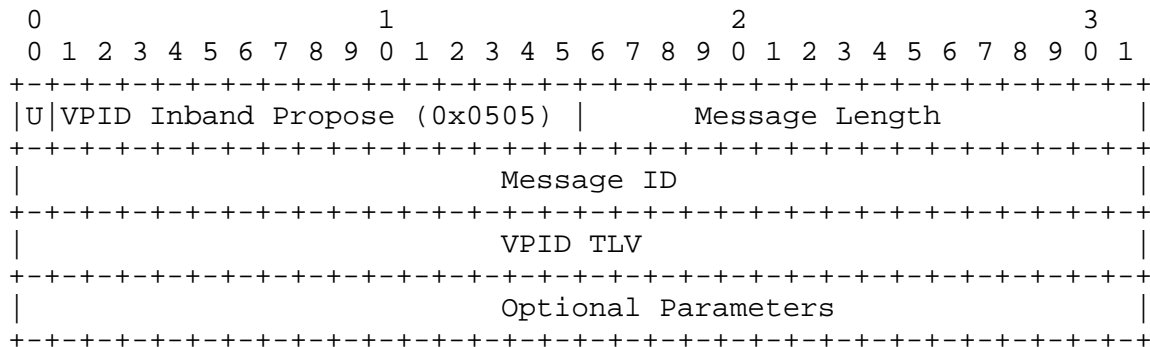 0                   1                   2                   3
 0 1 2 3 4 5 6 7 8 9 0 1 2 3 4 5 6 7 8 9 0 1 2 3 4 5 6 7 8 9 0 1
+-+-+-+-+-+-+-+-+-+-+-+-+-+-+-+-+-+-+-+-+-+-+-+-+-+-+-+-+-+-+-+-+
|U|VPID Inband Propose (0x0505) |      Message Length           |
+-+-+-+-+-+-+-+-+-+-+-+-+-+-+-+-+-+-+-+-+-+-+-+-+-+-+-+-+-+-+-+-+
|                          Message ID                           |
+-+-+-+-+-+-+-+-+-+-+-+-+-+-+-+-+-+-+-+-+-+-+-+-+-+-+-+-+-+-+-+-+
|                          VPID TLV                             |
+-+-+-+-+-+-+-+-+-+-+-+-+-+-+-+-+-+-+-+-+-+-+-+-+-+-+-+-+-+-+-+-+
|                          Optional Parameters                  |
+-+-+-+-+-+-+-+-+-+-+-+-+-+-+-+-+-+-+-+-+-+-+-+-+-+-+-+-+-+-+-+-+